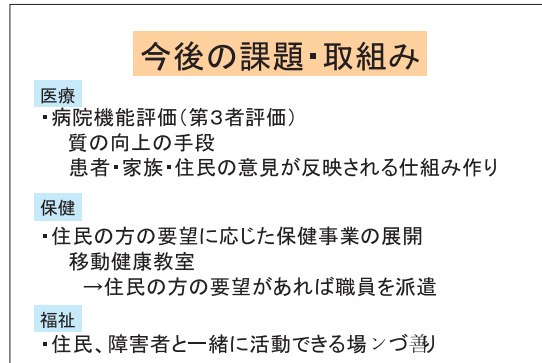 今後の課題・取組み
医療
・病院機能評価(第3者評価)
質の向上の手段
患者・家族・住民の意見が反映される仕組み作り
保健
・住民の方の要望に応じた保健事業の展開
移動健康教室
→住民の方の要望があれば職員を派遣
福祉
・住民、障害者と一緒に活動できる場